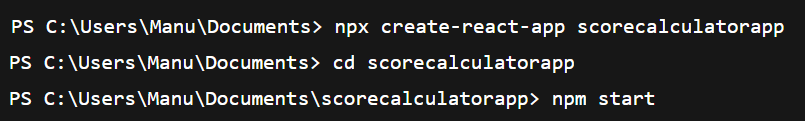 PS C:\Users\Manu\Documents> npx create-react-app scorecalculatorapp
PS C:\Users\Manu\Documents> cd scorecalculatorapp
PS C:\Users\Manu\Documents\scorecalculatorapp> npm start